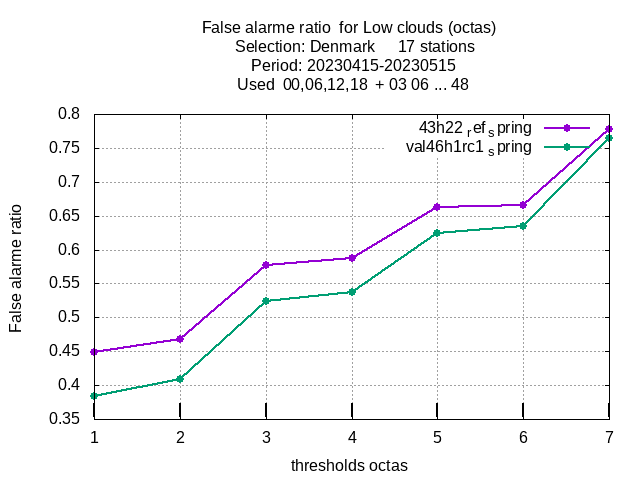 False alarme ratio for Low clouds (octas)
Selection: Denmark 17 stations
Period: 20230415-20230515
Used 00,06,12,18 + 03 06 ... 48
43h22 ref spring
val46h1rc1 spring
0.8
0.75
0.7
0.65
0.6
0.55
0.5
0.45
0.4
0.35
False alarme ratio
1 2 3 4 5 6 7
thresholds octas